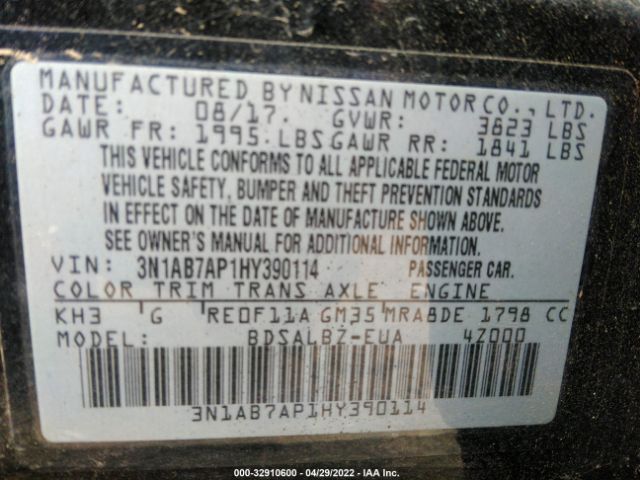 MANUFACTURED BY NISSAN MOTOR CO., LTD.
DATE: 08/17. GVWR: 3823 LBS
GAWR FR: 1995 LBS GAWR RR: 1841 LBS
THIS VEHICLE CONFORMS TO ALL APPLICABLE FEDERAL MOTOR
VEHICLE SAFETY, BUMPER AND THEFT PREVENTION STANDARDS
IN EFFECT ON THE DATE OF MANUFACTURE SHOWN ABOVE.
SEE OWNER'S MANUAL FOR ADDITIONAL INFORMATION.
VIN: 3N1AB7AP1HY390114 PASSENGER CAR.
COLOR TRIM TRANS AXLE ENGINE
KH3 G RE0F11A GM35 MRA8DE 1798 CC
MODEL: BDSALBZ-EUA 4Z000
3N1AB7AP1HY390114
000-32910600 - 04/29/2022 - IAA Inc.